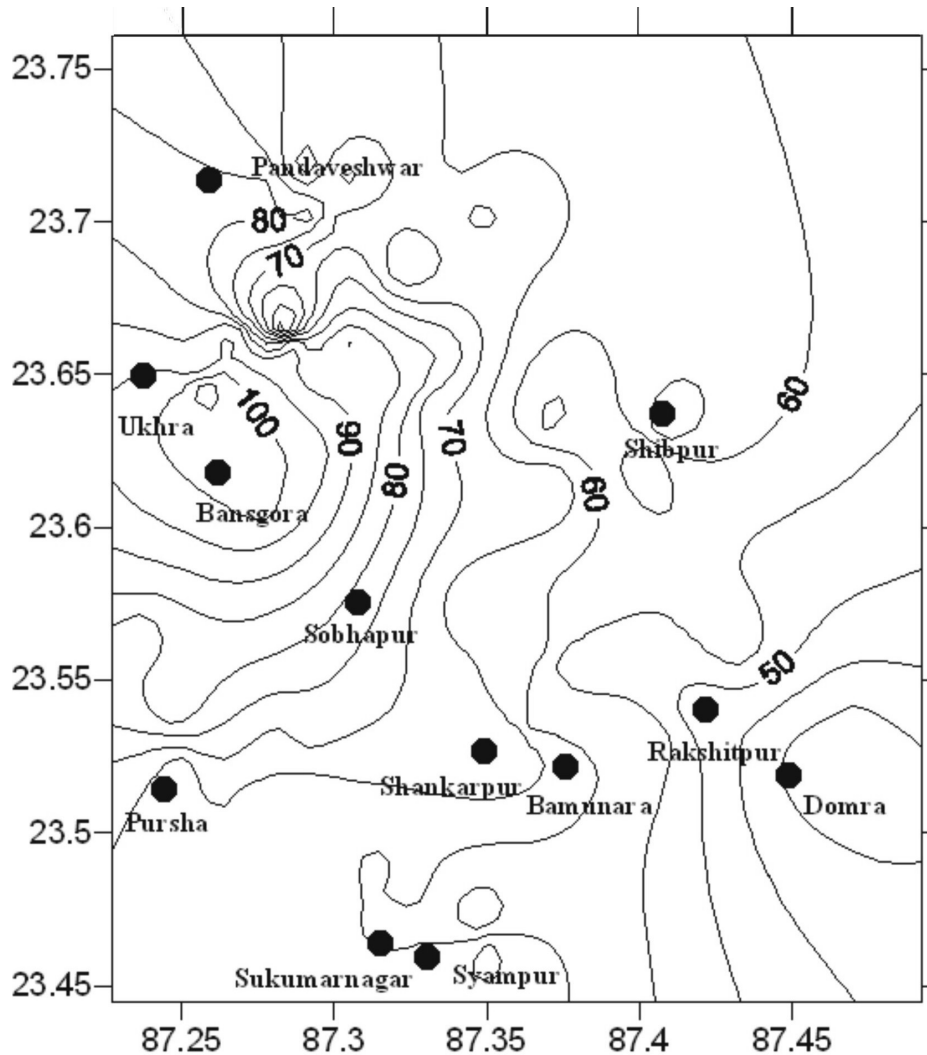 23.75
Pandaveshwar
80
23.7
70
23.65
60
100
Ukhra
90
70
Shibpur
80
60
Bansgora
23.6
Sobhapur
50
23.55
Rakshitpur
Shankarpur
Bamunara
Domra
Pursha
23.5
Sukumarnagar
Syampur
23.45
87.25
87.3
87.35
87.4
87.45